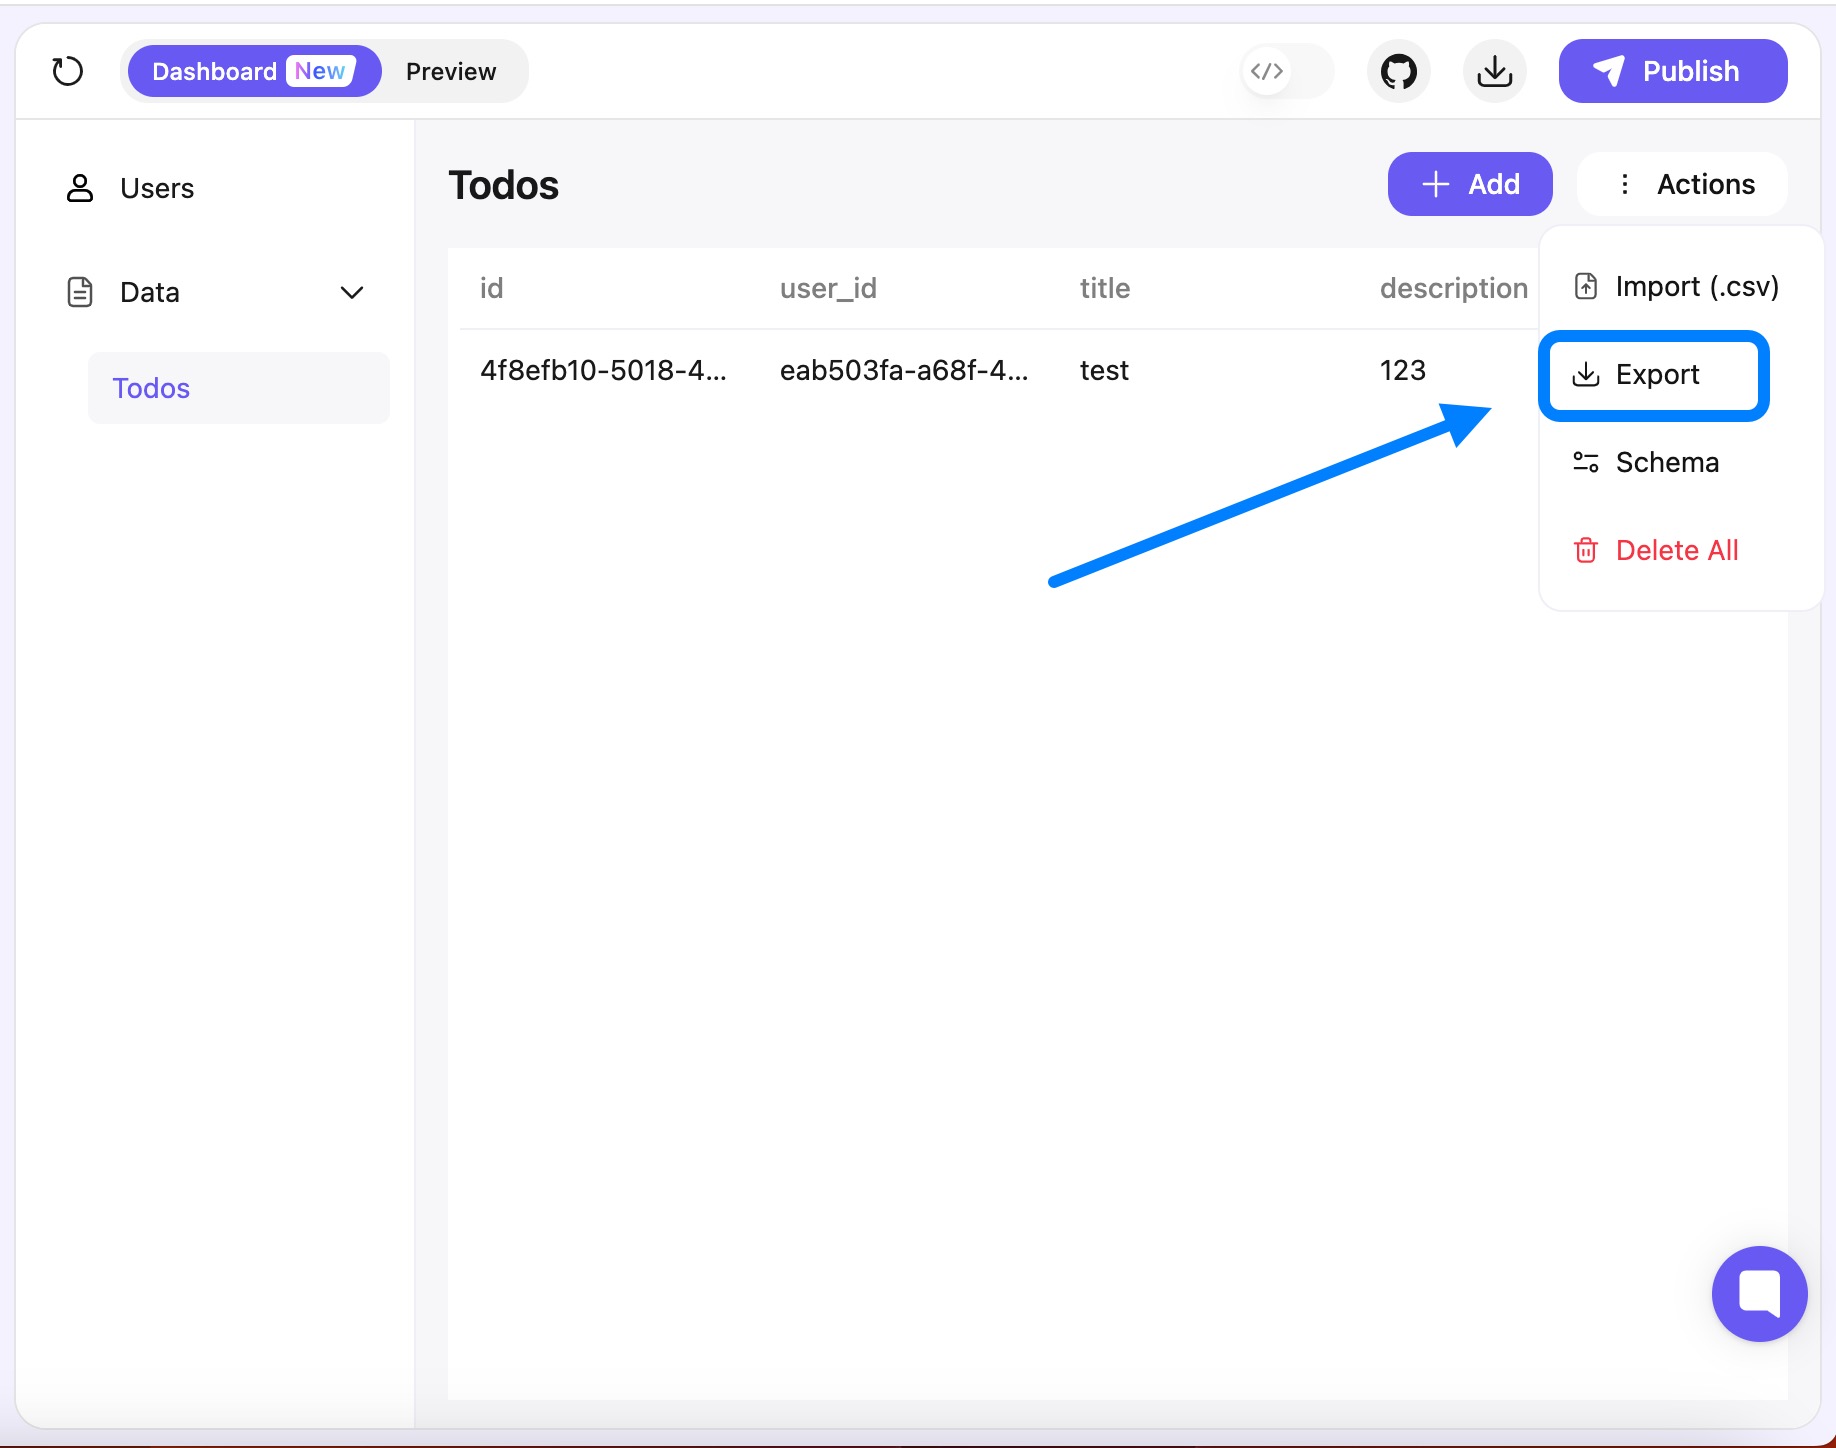 Dashboard New Preview </> Publish
Users
Data
Todos
Todos
Add Actions
id user_id title description
4f8efb10-5018-4... eab503fa-a68f-4... test 123
Import (.csv)
Export
Schema
Delete All